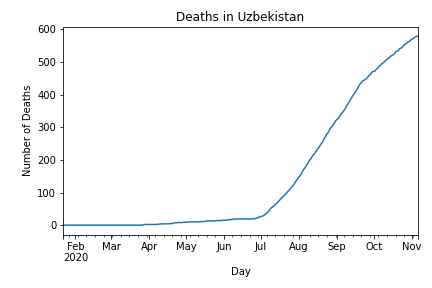 Deaths in Uzbekistan
600
500
400
300
200
100
0
Number of Deaths
Feb Mar Apr May Jun Jul Aug Sep Oct Nov
2020
Day